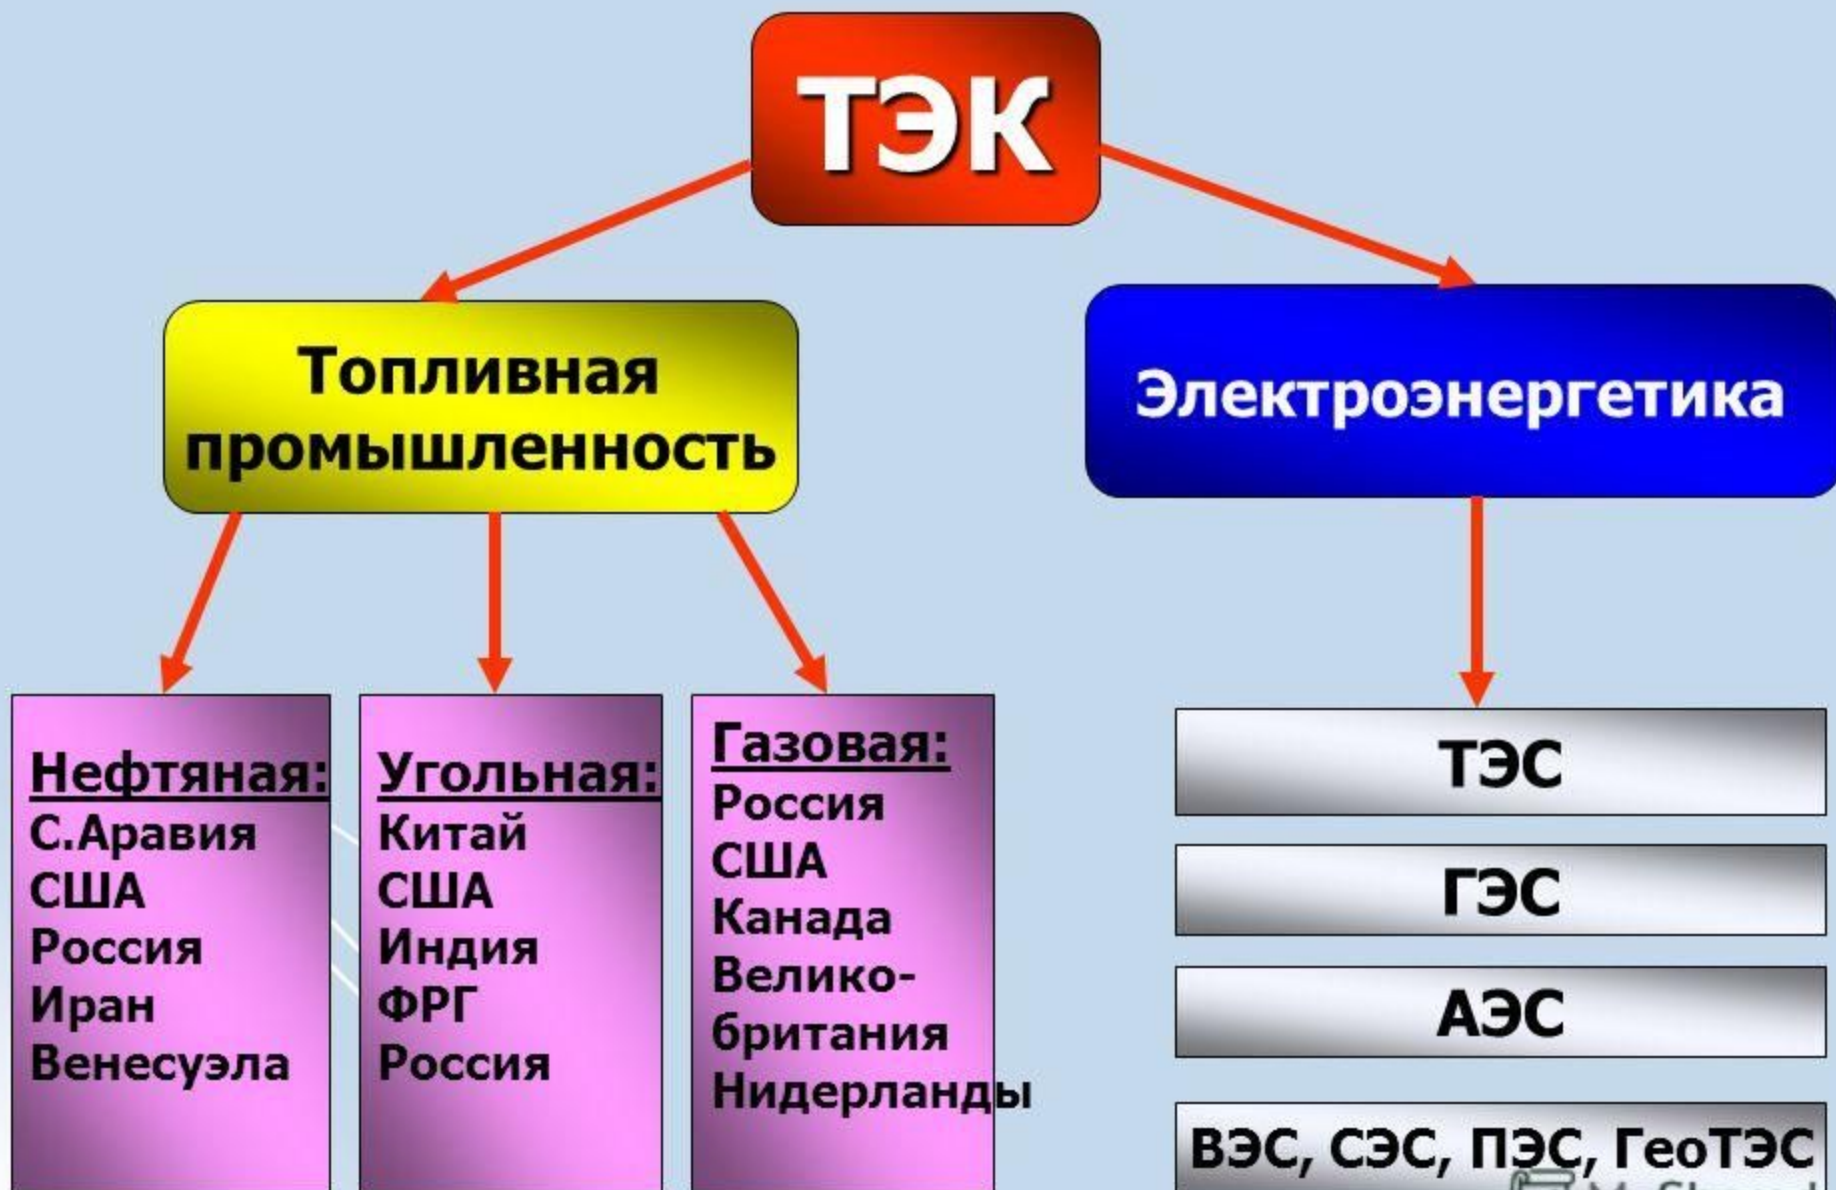 ТЭК
Топливная
промышленность
Электроэнергетика
Нефтяная:
С.Аравия
США
Россия
Иран
Венесуэла
Угольная:
Китай
США
Индия
ФРГ
Россия
Газовая:
Россия
США
Канада
Велико-
британия
Нидерланды
ТЭС
ГЭС
АЭС
ВЭС, СЭС, ПЭС, ГеоТЭС